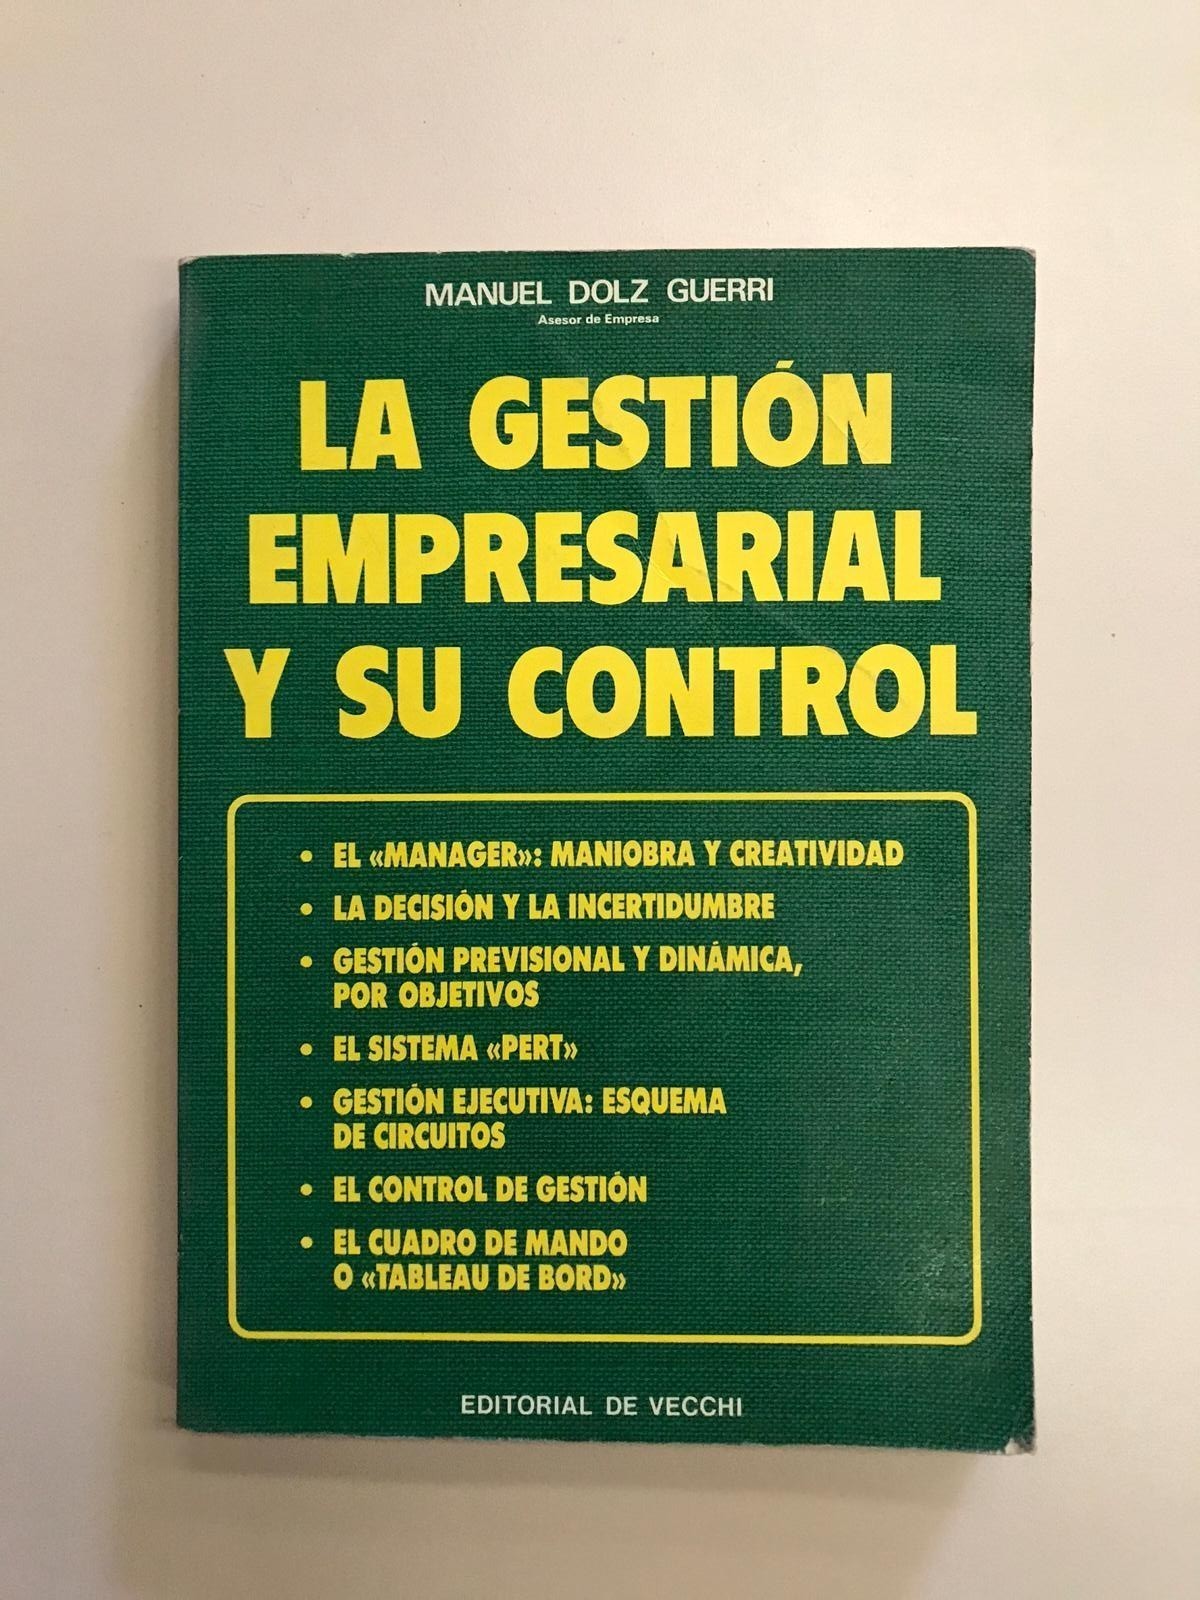 MANUEL DOLZ GUERRI
Asesor de Empresa
LA GESTIÓN
EMPRESARIAL
Y SU CONTROL
• EL «MANAGER»: MANIOBRA Y CREATIVIDAD
• LA DECISIÓN Y LA INCERTIDUMBRE
• GESTIÓN PREVISIONAL Y DINÁMICA,
POR OBJETIVOS
• EL SISTEMA «PERT»
• GESTIÓN EJECUTIVA: ESQUEMA
DE CIRCUITOS
• EL CONTROL DE GESTIÓN
• EL CUADRO DE MANDO
O «TABLEAU DE BORD»
EDITORIAL DE VECCHI